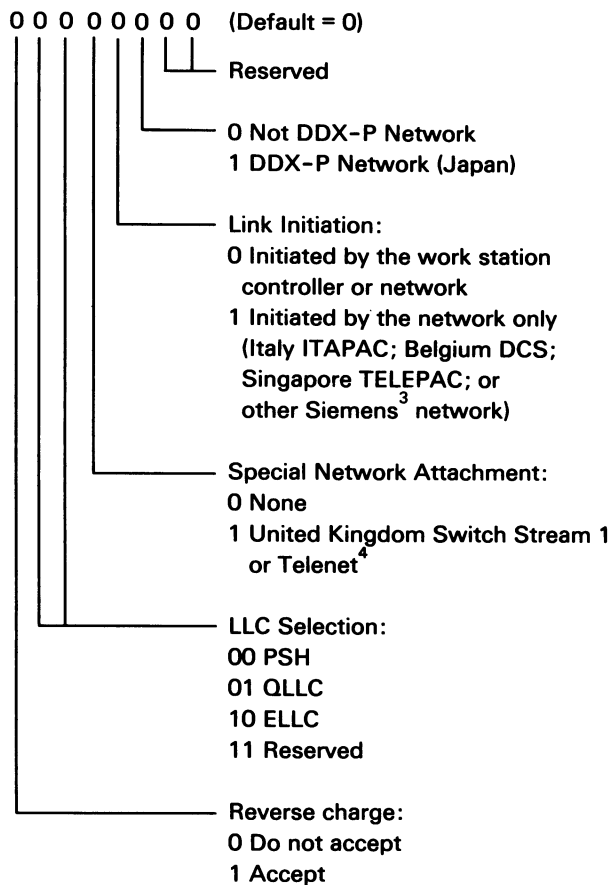 0 0 0 0 0 0 0 0 (Default = 0)
Reserved
0 Not DDX-P Network
1 DDX-P Network (Japan)
Link Initiation:
0 Initiated by the work station
controller or network
1 Initiated by the network only
(Italy ITAPAC; Belgium DCS;
Singapore TELEPAC; or
other Siemens³ network)
Special Network Attachment:
0 None
1 United Kingdom Switch Stream 1
or Telenet⁴
LLC Selection:
00 PSH
01 QLLC
10 ELLC
11 Reserved
Reverse charge:
0 Do not accept
1 Accept